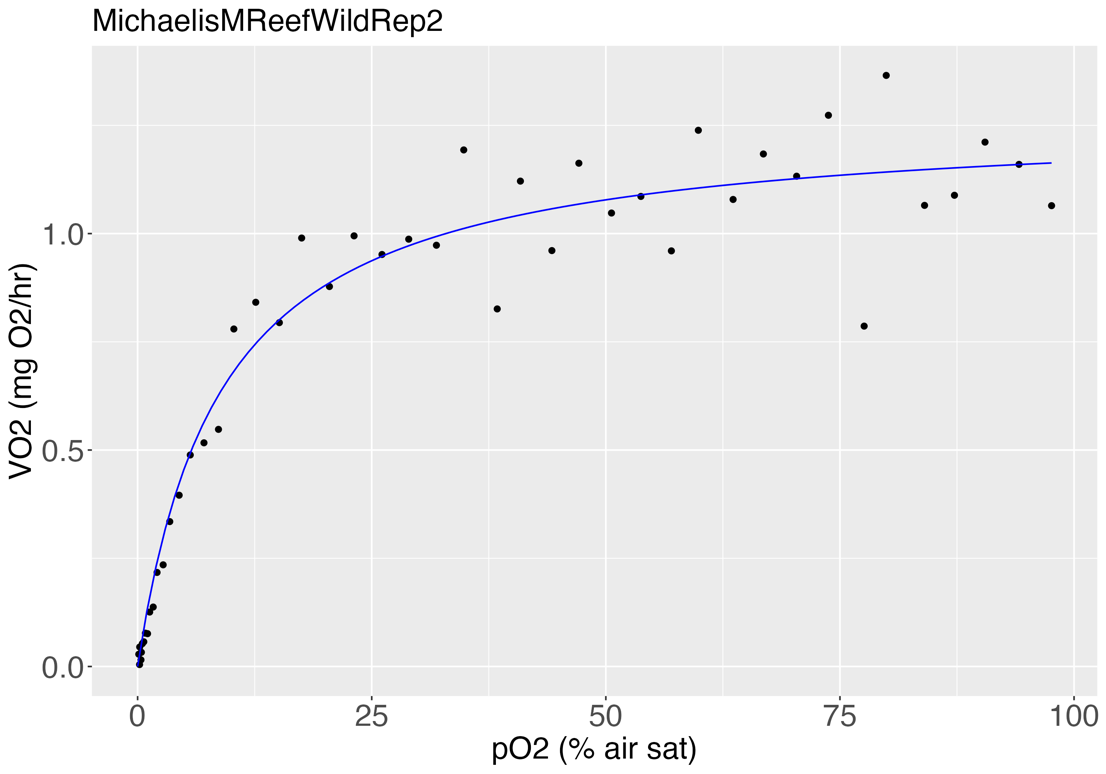 MichaelisMReefWildRep2
VO2 (mg O2/hr)
1.0
0.5
0.0
0 25 50 75 100
pO2 (% air sat)